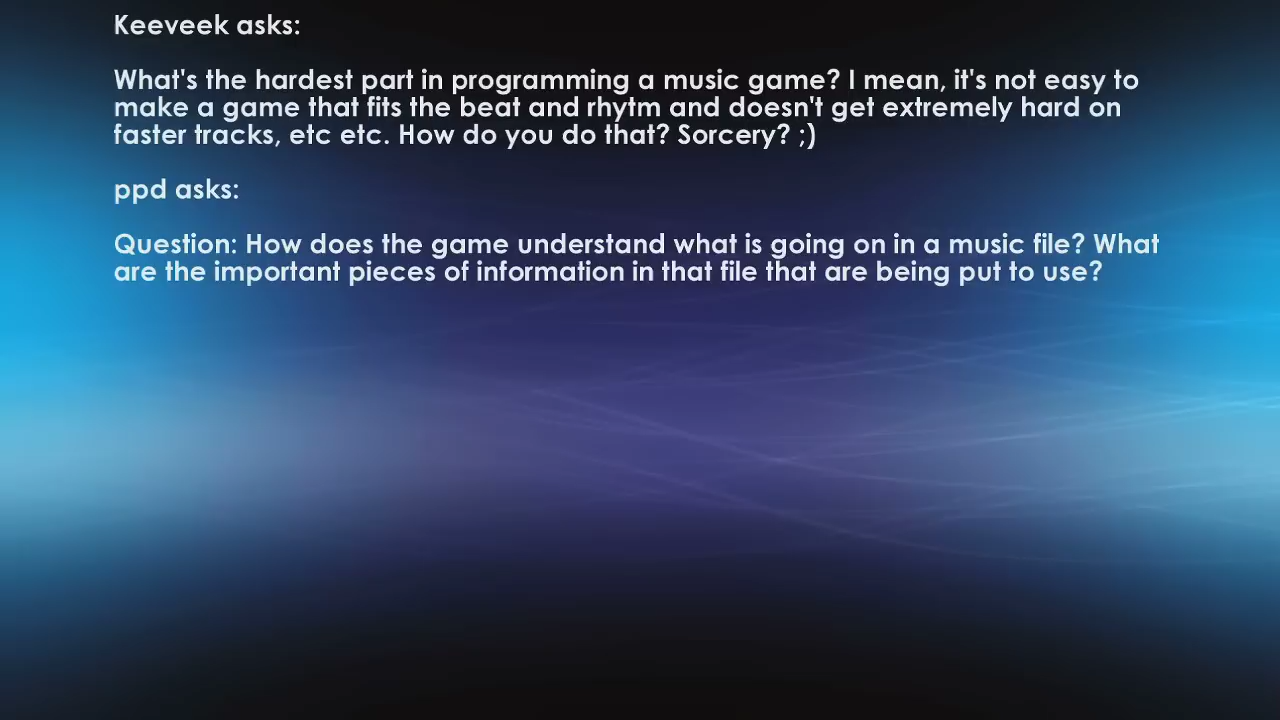 Keeveek asks:
What's the hardest part in programming a music game? I mean, it's not easy to
make a game that fits the beat and rhytm and doesn't get extremely hard on
faster tracks, etc etc. How do you do that? Sorcery? ;)
ppd asks:
Question: How does the game understand what is going on in a music file? What
are the important pieces of information in that file that are being put to use?